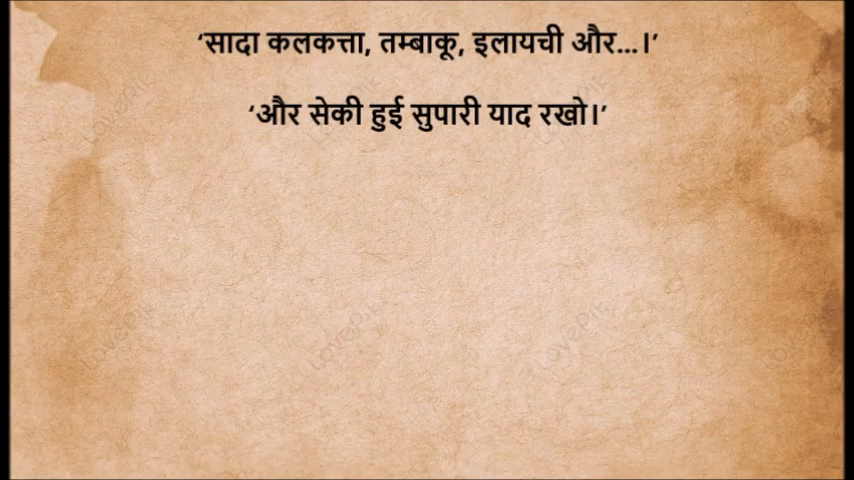 ‘सादा कलकत्ता, तम्बाकू, इलायची और...।’
‘और सेकी हुई सुपारी याद रखो।’